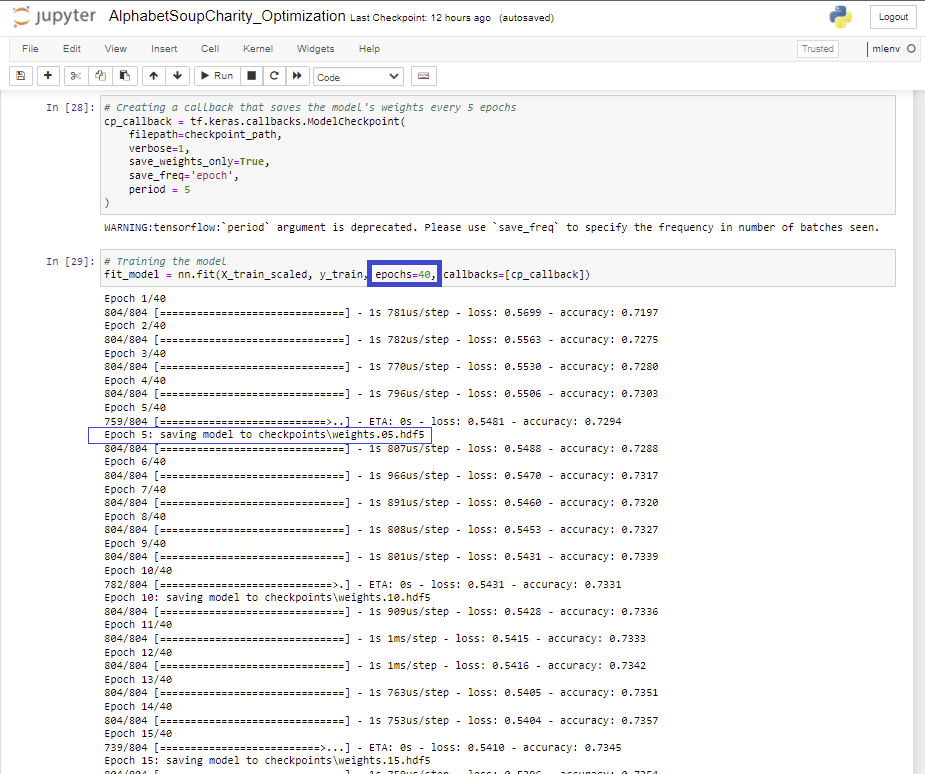 jupyter AlphabetSoupCharity_Optimization Last Checkpoint: 12 hours ago (autosaved) Logout
File Edit View Insert Cell Kernel Widgets Help Trusted mlenv
Run Code
In [28]: # Creating a callback that saves the model's weights every 5 epochs
cp_callback = tf.keras.callbacks.ModelCheckpoint(
    filepath=checkpoint_path,
    verbose=1,
    save_weights_only=True,
    save_freq='epoch',
    period = 5
)
WARNING:tensorflow:`period` argument is deprecated. Please use `save_freq` to specify the frequency in number of batches seen.
In [29]: # Training the model
fit_model = nn.fit(X_train_scaled, y_train, epochs=40, callbacks=[cp_callback])
Epoch 1/40
804/804 [==============================] - 1s 781us/step - loss: 0.5699 - accuracy: 0.7197
Epoch 2/40
804/804 [==============================] - 1s 782us/step - loss: 0.5563 - accuracy: 0.7275
Epoch 3/40
804/804 [==============================] - 1s 770us/step - loss: 0.5530 - accuracy: 0.7280
Epoch 4/40
804/804 [==============================] - 1s 796us/step - loss: 0.5506 - accuracy: 0.7303
Epoch 5/40
759/804 [===========================>..] - ETA: 0s - loss: 0.5481 - accuracy: 0.7294
Epoch 5: saving model to checkpoints\weights.05.hdf5
804/804 [==============================] - 1s 807us/step - loss: 0.5488 - accuracy: 0.7288
Epoch 6/40
804/804 [==============================] - 1s 966us/step - loss: 0.5470 - accuracy: 0.7317
Epoch 7/40
804/804 [==============================] - 1s 891us/step - loss: 0.5460 - accuracy: 0.7320
Epoch 8/40
804/804 [==============================] - 1s 808us/step - loss: 0.5453 - accuracy: 0.7327
Epoch 9/40
804/804 [==============================] - 1s 801us/step - loss: 0.5431 - accuracy: 0.7339
Epoch 10/40
782/804 [============================>.] - ETA: 0s - loss: 0.5431 - accuracy: 0.7331
Epoch 10: saving model to checkpoints\weights.10.hdf5
804/804 [==============================] - 1s 909us/step - loss: 0.5428 - accuracy: 0.7336
Epoch 11/40
804/804 [==============================] - 1s 1ms/step - loss: 0.5415 - accuracy: 0.7333
Epoch 12/40
804/804 [==============================] - 1s 1ms/step - loss: 0.5416 - accuracy: 0.7342
Epoch 13/40
804/804 [==============================] - 1s 763us/step - loss: 0.5405 - accuracy: 0.7351
Epoch 14/40
804/804 [==============================] - 1s 753us/step - loss: 0.5404 - accuracy: 0.7357
Epoch 15/40
739/804 [==========================>...] - ETA: 0s - loss: 0.5410 - accuracy: 0.7345
Epoch 15: saving model to checkpoints\weights.15.hdf5